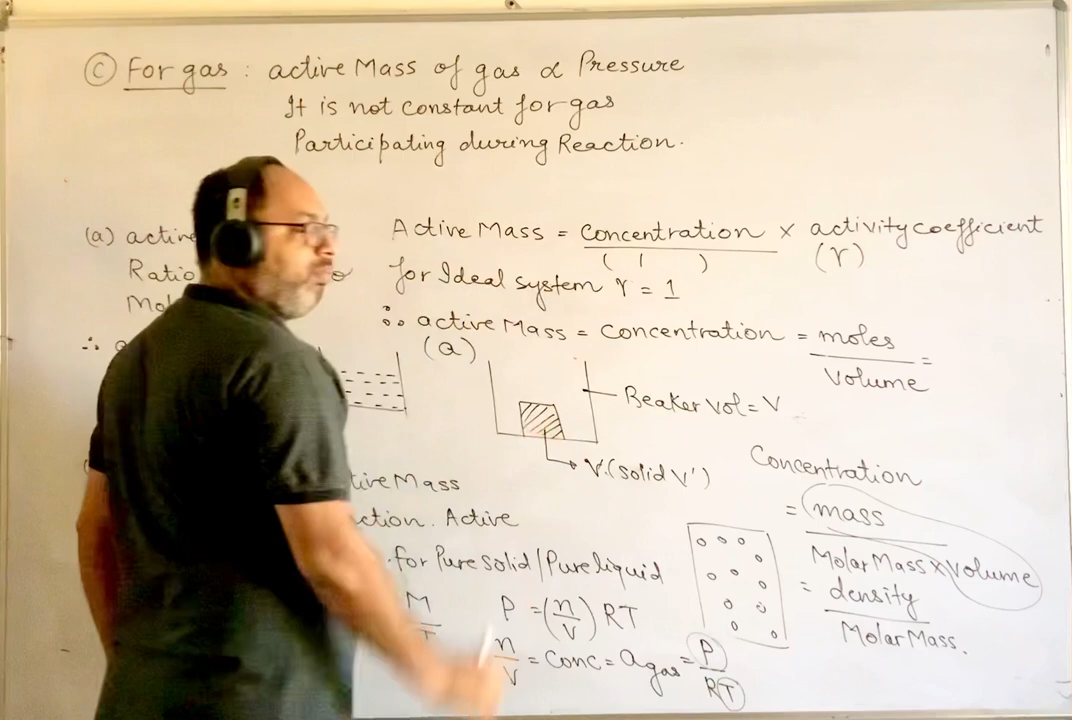 Ⓒ For gas : active Mass of gas α Pressure
It is not constant for gas
Participating during Reaction.
(a) active
Ratio
Mol
Active Mass = concentration × activity coefficient
( ) (γ)
for Ideal system γ = 1
∴ active Mass = Concentration = moles / Volume =
(a)
Beaker Vol = V
V.(solid V')
tive Mass
ction. Active
for Pure solid/Pure liquid
P = (n/V) RT
n/V = Conc = a gas = P/RT
Concentration
= mass / Molar Mass × Volume
= density / Molar Mass.